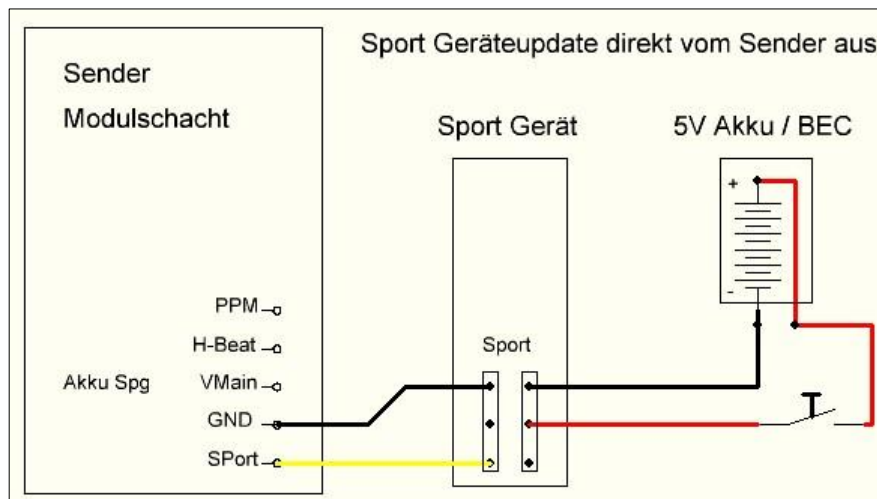 Sport Geräteupdate direkt vom Sender aus
Sender
Modulschacht
Sport Gerät
5V Akku / BEC
+
-
PPM
H-Beat
Sport
Akku Spg
VMain
GND
SPort